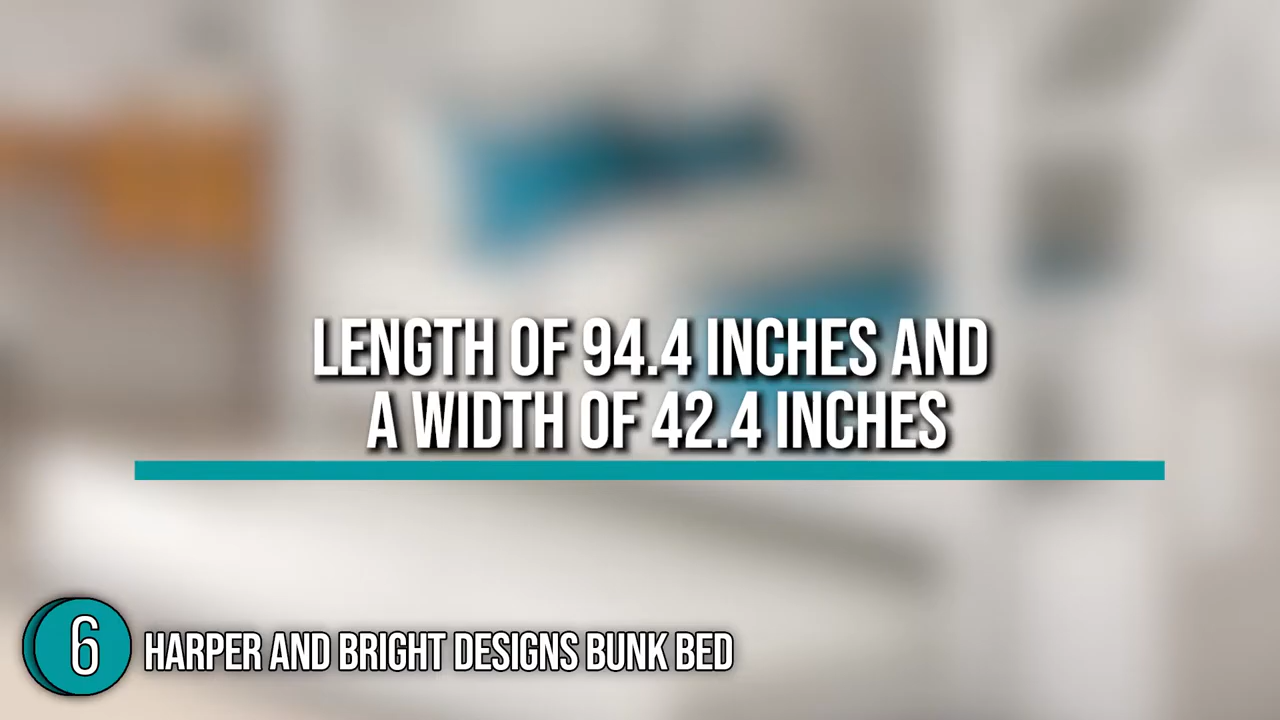 LENGTH OF 94.4 INCHES AND
A WIDTH OF 42.4 INCHES
6
HARPER AND BRIGHT DESIGNS BUNK BED